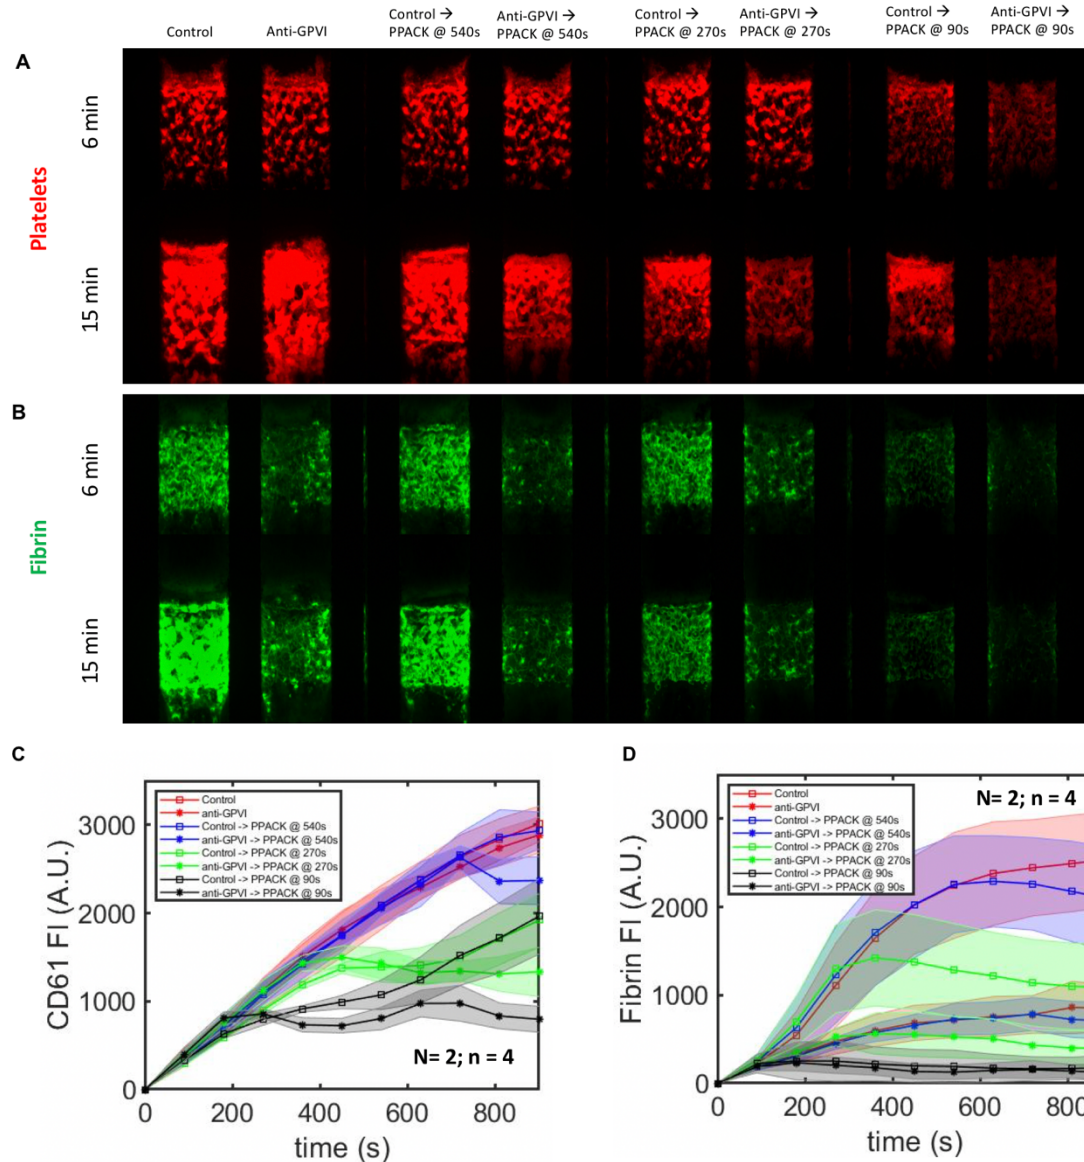 Control
Anti-GPVI
Control →
PPACK @ 540s
Anti-GPVI →
PPACK @ 540s
Control →
PPACK @ 270s
Anti-GPVI →
PPACK @ 270s
Control →
PPACK @ 90s
Anti-GPVI →
PPACK @ 90s
A
Platelets
6 min
15 min
B
Fibrin
6 min
15 min
C
CD61 FI (A.U.)
3000
2000
1000
0
Control
anti-GPVI
Control -> PPACK @ 540s
anti-GPVI -> PPACK @ 540s
Control -> PPACK @ 270s
anti-GPVI -> PPACK @ 270s
Control -> PPACK @ 90s
anti-GPVI -> PPACK @ 90s
N= 2; n = 4
0 200 400 600 800
time (s)
D
Fibrin FI (A.U.)
3000
2000
1000
0
Control
anti-GPVI
Control -> PPACK @ 540s
anti-GPVI -> PPACK @ 540s
Control -> PPACK @ 270s
anti-GPVI -> PPACK @ 270s
Control -> PPACK @ 90s
anti-GPVI -> PPACK @ 90s
N= 2; n = 4
0 200 400 600 800
time (s)